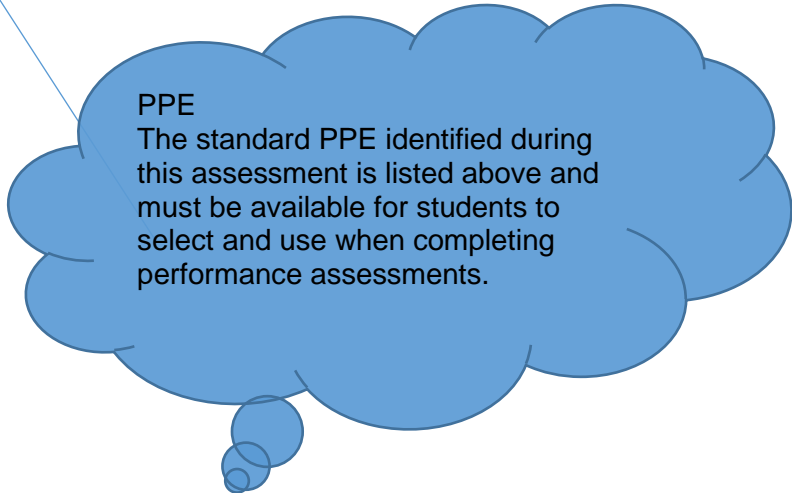 PPE
The standard PPE identified during
this assessment is listed above and
must be available for students to
select and use when completing
performance assessments.